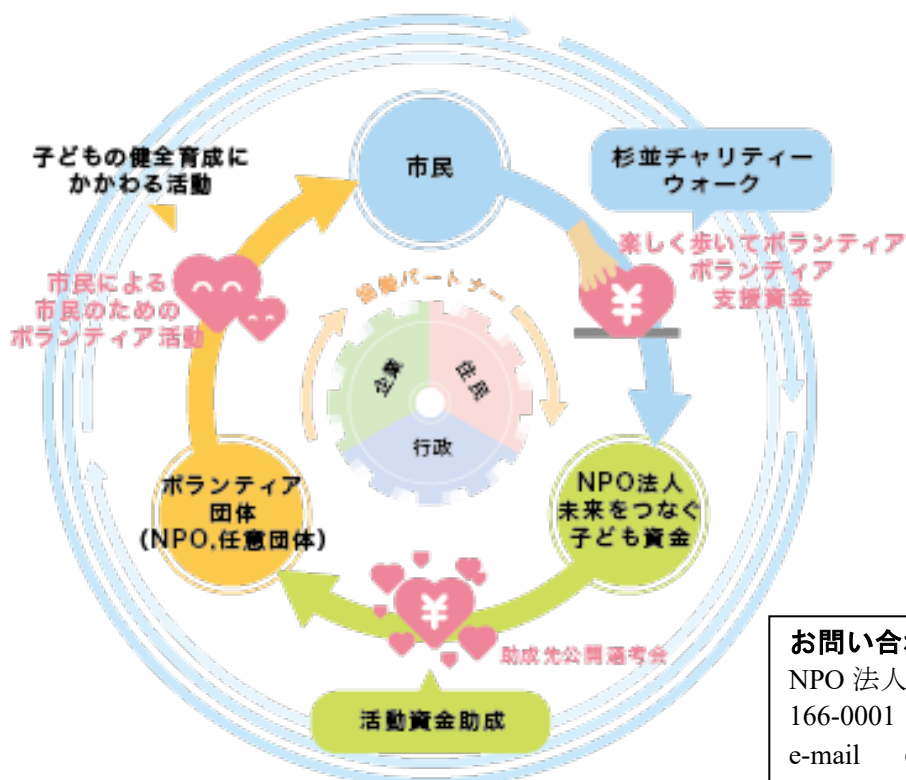 市民
杉並チャリティー
ウォーク
楽しく歩いてボランティア
ボランティア
支援資金
¥
子どもの健全育成に
かかわる活動
市民による
市民のための
ボランティア活動
協働パートナー
企業
住民
行政
NPO法人
未来をつなぐ
子ども資金
ボランティア
団体
(NPO,任意団体)
¥
助成先公開選考会
活動資金助成
お問い合
NPO 法人
166-0001
e-mail